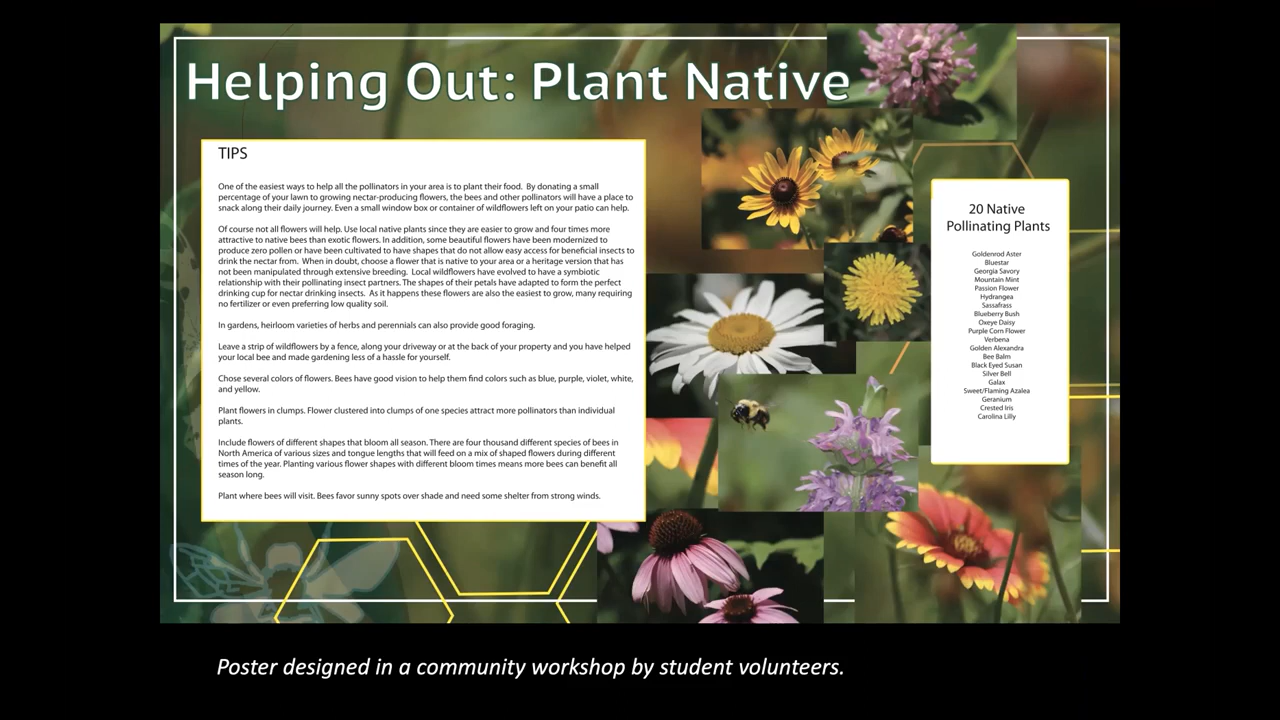 Helping Out: Plant Native
TIPS
One of the easiest ways to help all the pollinators in your area is to plant their food. By donating a small
percentage of your lawn to growing nectar-producing flowers, the bees and other pollinators will have a place to
snack along their daily journey. Even a small window box or container of wildflowers left on your patio can help.
Of course not all flowers will help. Use local native plants since they are easier to grow and four times more
attractive to native bees than exotic flowers. In addition, some beautiful flowers have been modernized to
produce zero pollen or have been cultivated to have shapes that do not allow easy access for beneficial insects to
drink the nectar from. When in doubt, choose a flower that is native to your area or a heritage version that has
not been manipulated through extensive breeding. Local wildflowers have evolved to have a symbiotic
relationship with their pollinating insect partners. The shapes of their petals have adapted to form the perfect
drinking cup for nectar drinking insects. As it happens these flowers are also the easiest to grow, many requiring
no fertilizer or even preferring low quality soil.
In gardens, heirloom varieties of herbs and perennials can also provide good foraging.
Leave a strip of wildflowers by a fence, along your driveway or at the back of your property and you have helped
your local bee and made gardening less of a hassle for yourself.
Chose several colors of flowers. Bees have good vision to help them find colors such as blue, purple, violet, white,
and yellow.
Plant flowers in clumps. Flower clustered into clumps of one species attract more pollinators than individual
plants.
Include flowers of different shapes that bloom all season. There are four thousand different species of bees in
North America of various sizes and tongue lengths that will feed on a mix of shaped flowers during different
times of the year. Planting various flower shapes with different bloom times means more bees can benefit all
season long.
Plant where bees will visit. Bees favor sunny spots over shade and need some shelter from strong winds.
20 Native
Pollinating Plants
Goldenrod Aster
Bluestar
Georgia Savory
Mountain Mint
Passion Flower
Hydrangea
Sassafrass
Blueberry Bush
Oxeye Daisy
Purple Corn Flower
Verbena
Golden Alexandra
Bee Balm
Black Eyed Susan
Silver Bell
Galax
Sweet/Flaming Azalea
Geranium
Crested Iris
Carolina Lilly
Poster designed in a community workshop by student volunteers.